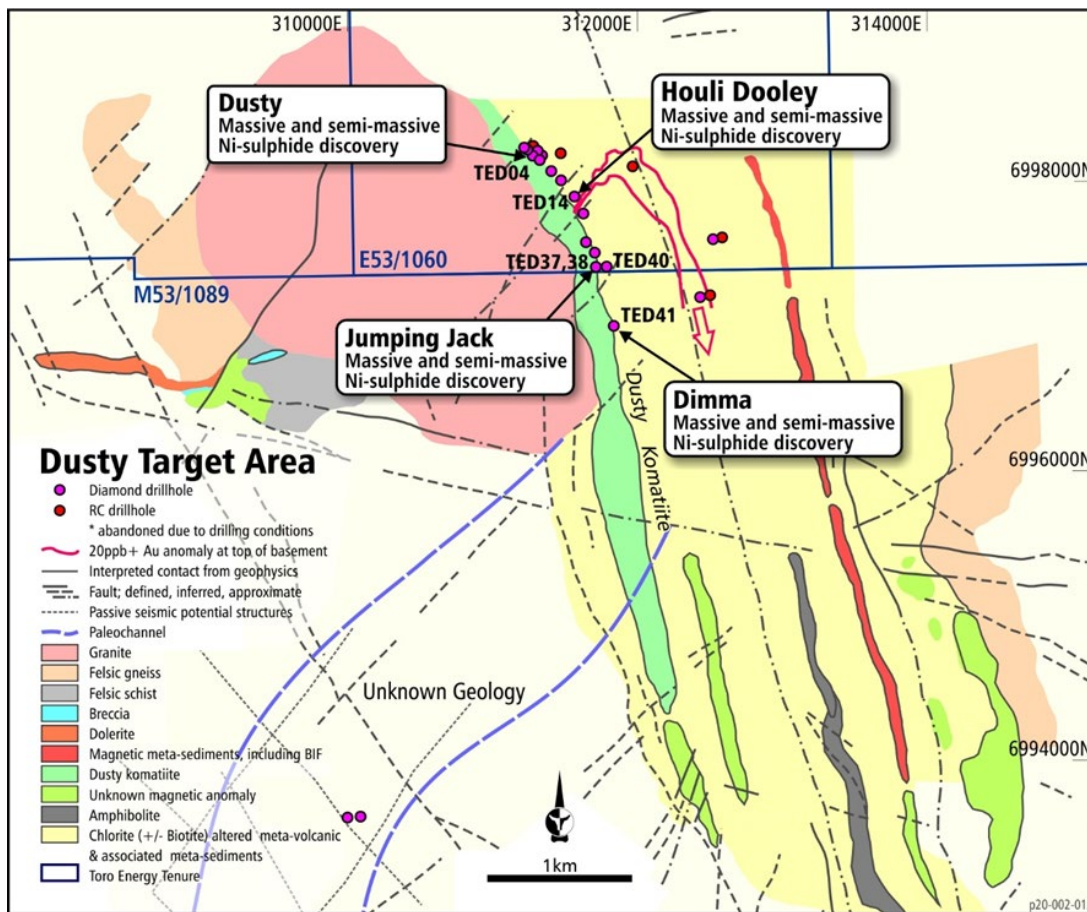 310000E
312000E
314000E
Dusty
Massive and semi-massive
Ni-sulphide discovery
Houli Dooley
Massive and semi-massive
Ni-sulphide discovery
TED04
TED14
6998000N
E53/1060
TED37,38
TED40
M53/1089
TED41
Jumping Jack
Massive and semi-massive
Ni-sulphide discovery
Dusty Komatiite
Dimma
Massive and semi-massive
Ni-sulphide discovery
6996000N
Dusty Target Area
Diamond drillhole
RC drillhole
* abandoned due to drilling conditions
20ppb+ Au anomaly at top of basement
Interpreted contact from geophysics
Fault; defined, inferred, approximate
Passive seismic potential structures
Paleochannel
Granite
Felsic gneiss
Felsic schist
Breccia
Dolerite
Magnetic meta-sediments, including BIF
Dusty komatiite
Unknown magnetic anomaly
Amphibolite
Chlorite (+/- Biotite) altered meta-volcanic
& associated meta-sediments
Toro Energy Tenure
Unknown Geology
6994000N
1km
p20-002-01